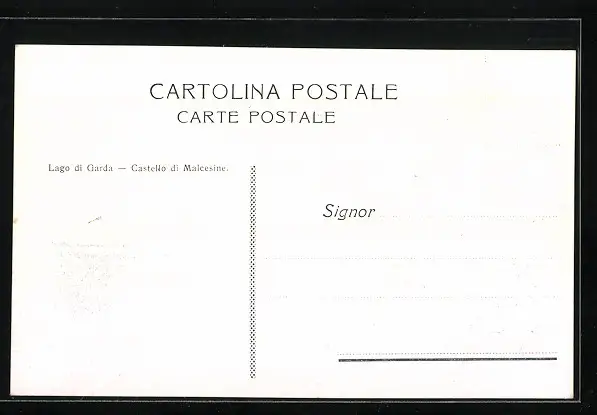 CARTOLINA POSTALE
CARTE POSTALE
Lago di Garda — Castello di Malcesine.
Signor